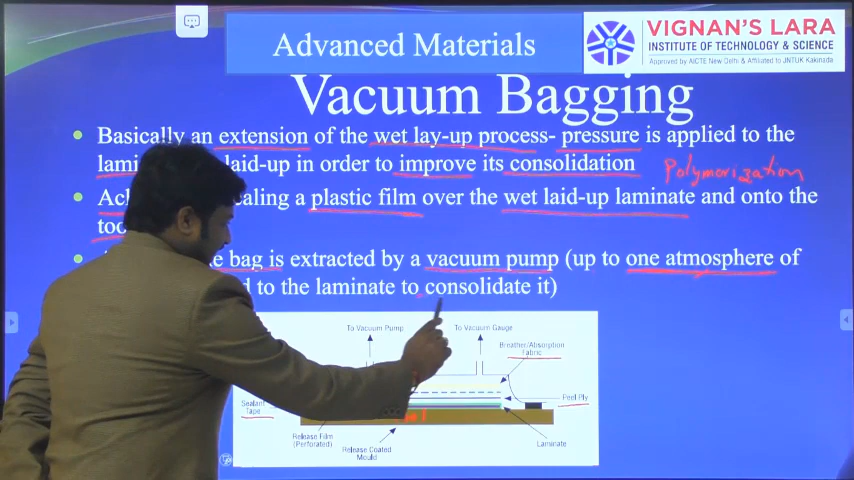 Advanced Materials
VIGNAN'S LARA
INSTITUTE OF TECHNOLOGY & SCIENCE
Approved by AICTE New Delhi & Affiliated to JNTUK Kakinada
Vacuum Bagging
Basically an extension of the wet lay-up process- pressure is applied to the
laid-up in order to improve its consolidation
Polymerization
a plastic film over the wet laid-up laminate and onto the
bag is extracted by a vacuum pump (up to one atmosphere of
to the laminate to consolidate it)
To Vacuum Pump
To Vacuum Gauge
Breather/Absorption
Fabric
Peel Ply
Sealant
Tape
Release Film
(Perforated)
Release Coated
Mould
Laminate